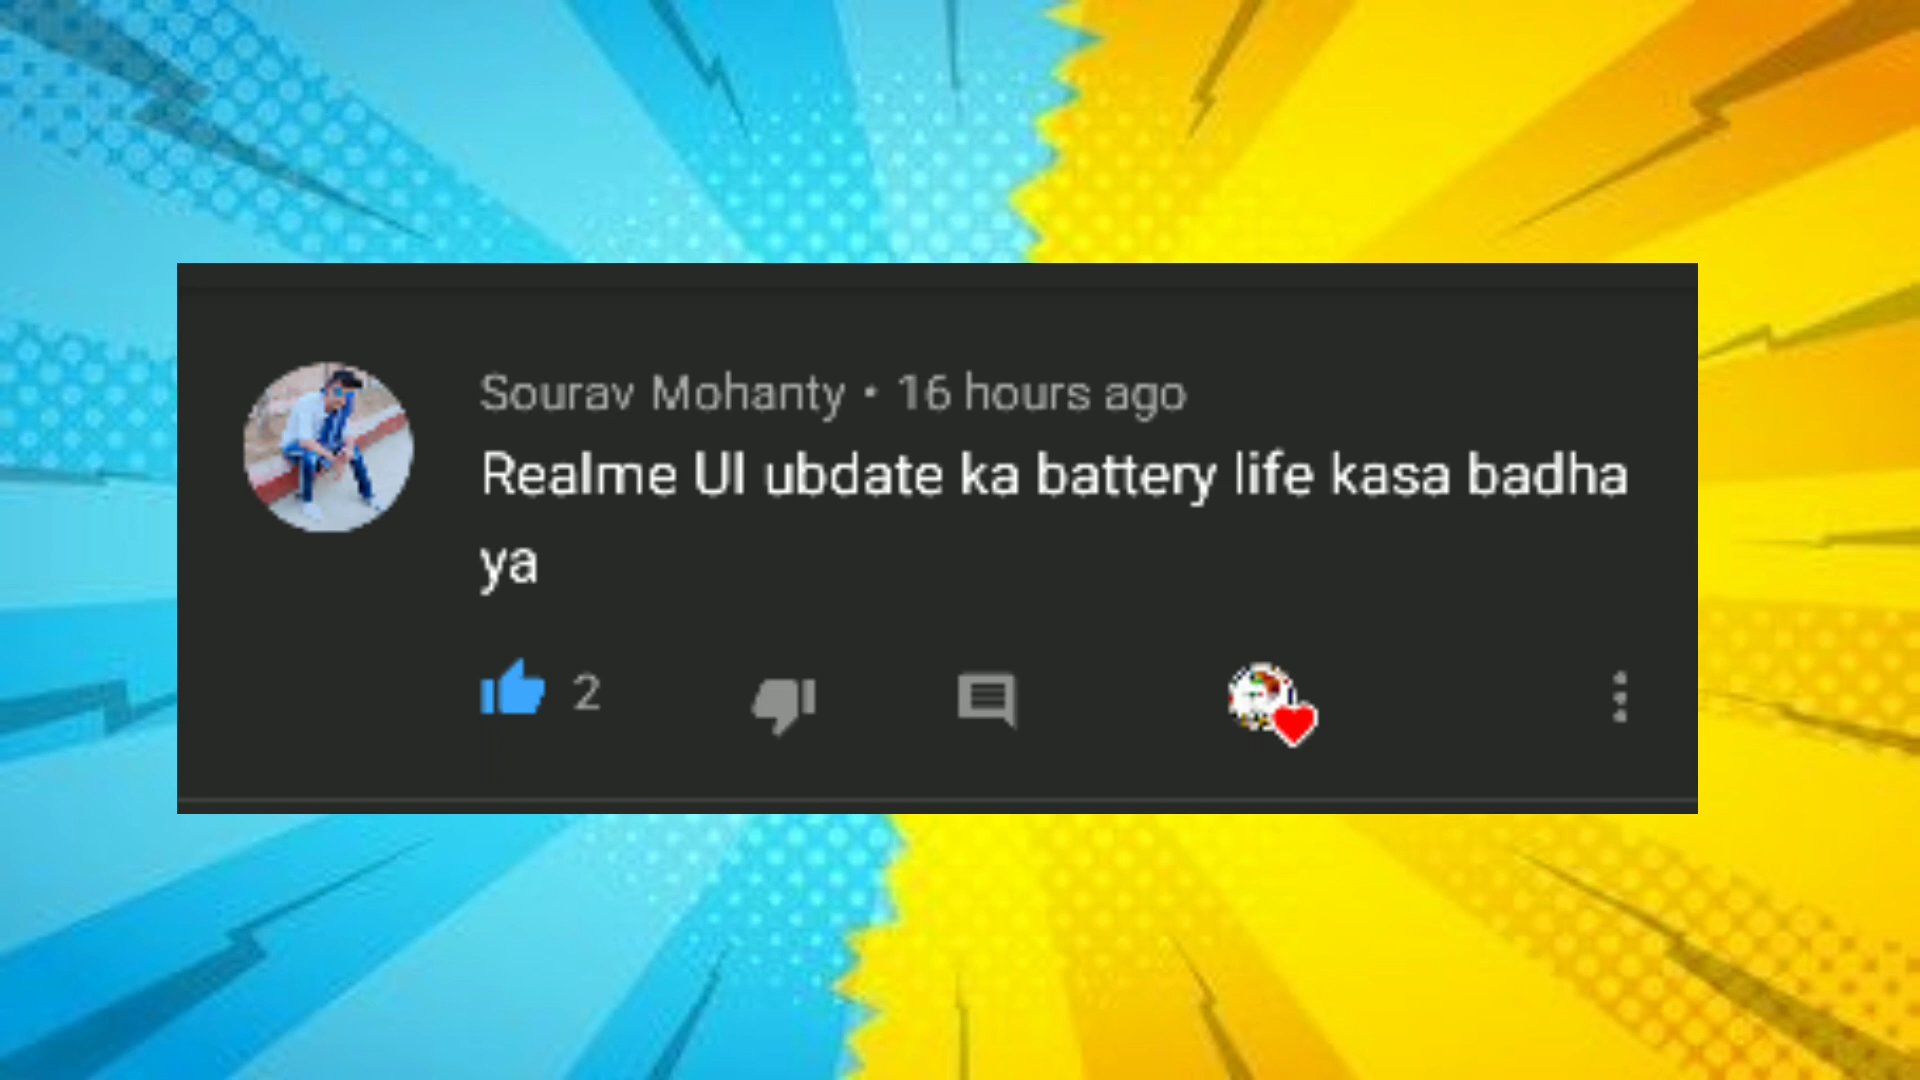 Sourav Mohanty • 16 hours ago
Realme UI ubdate ka battery life kasa badha
ya
2